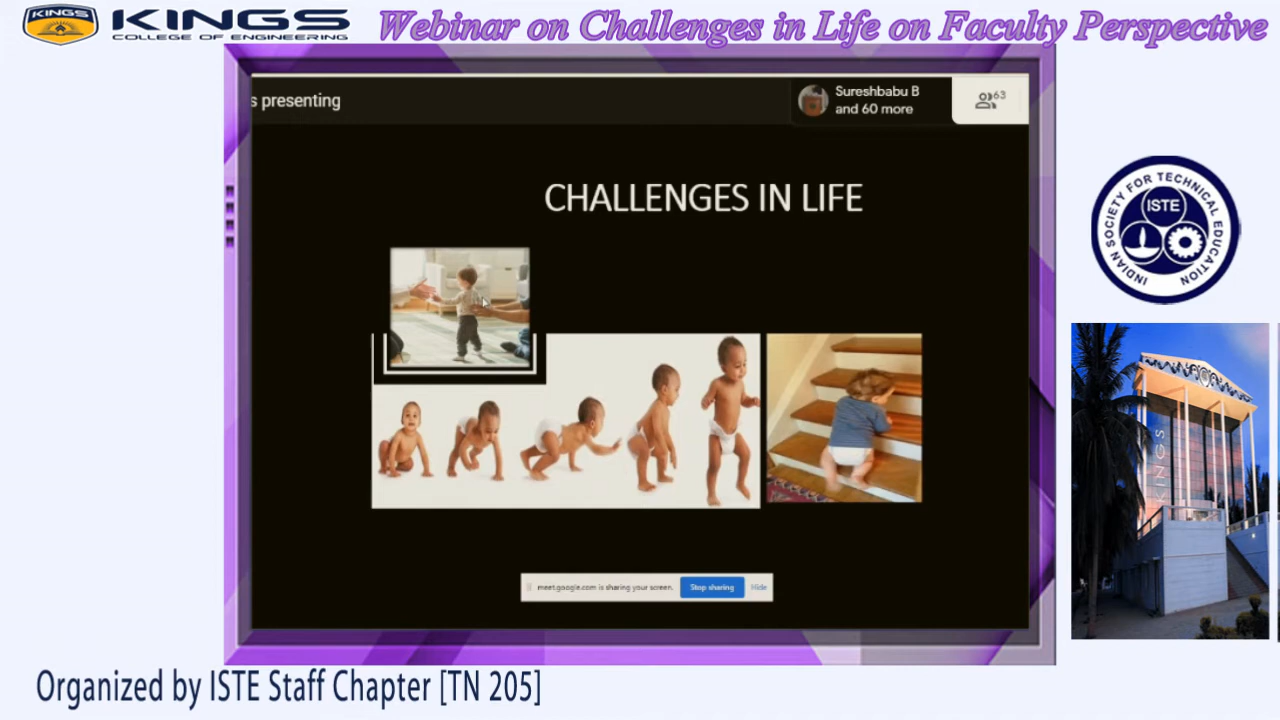 KINGS
KINGS
COLLEGE OF ENGINEERING
Webinar on Challenges in Life on Faculty Perspective
s presenting
Sureshbabu B
and 60 more
63
CHALLENGES IN LIFE
meet.google.com is sharing your screen.
Stop sharing
Hide
INDIAN SOCIETY FOR TECHNICAL EDUCATION
ISTE
KINGS
Organized by ISTE Staff Chapter [TN 205]